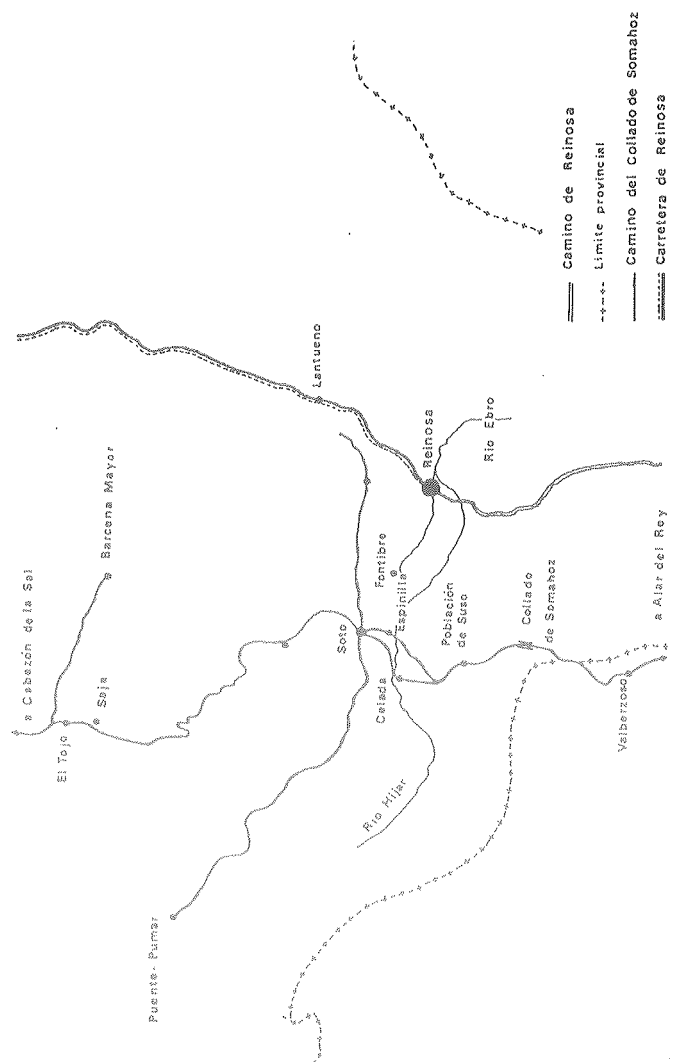 a Cabezón de la Sal
Barcena Mayor
El Tojo
Saja
Lantueno
Puente-Pumar
Soto
Fontibre
Reinosa
Celada
Espinilla
Rio Ebro
Rio Hijar
Población
de Suso
Collado
de Somahoz
Valberzoso
a Alar del Rey
Camino de Reinosa
Limite provincial
Camino del Collado de Somahoz
Carretera de Reinosa